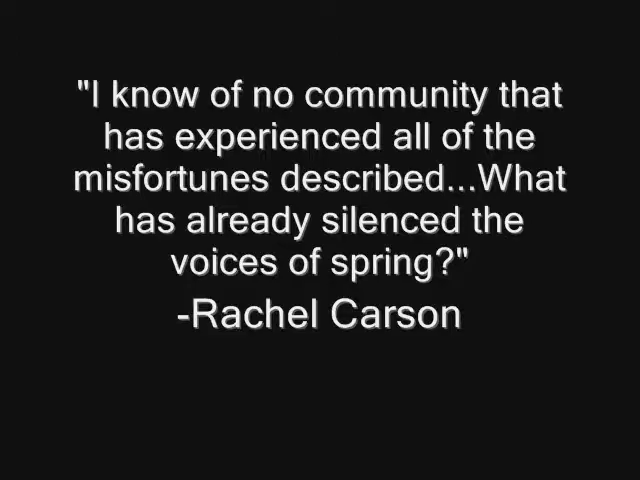 "I know of no community that
has experienced all of the
misfortunes described...What
has already silenced the
voices of spring?"
-Rachel Carson